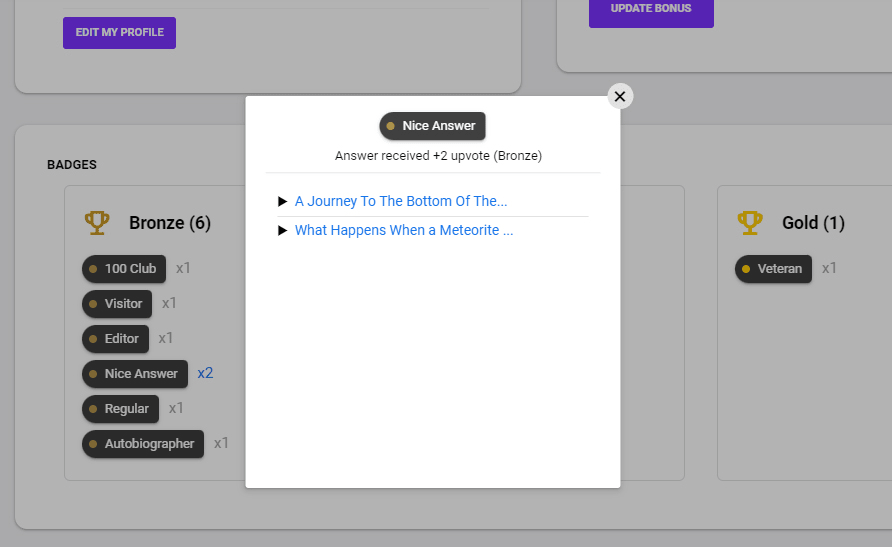 EDIT MY PROFILE
UPDATE BONUS
Nice Answer
Answer received +2 upvote (Bronze)
A Journey To The Bottom Of The...
What Happens When a Meteorite ...
BADGES
Bronze (6)
100 Club x1
Visitor x1
Editor x1
Nice Answer x2
Regular x1
Autobiographer x1
Gold (1)
Veteran x1